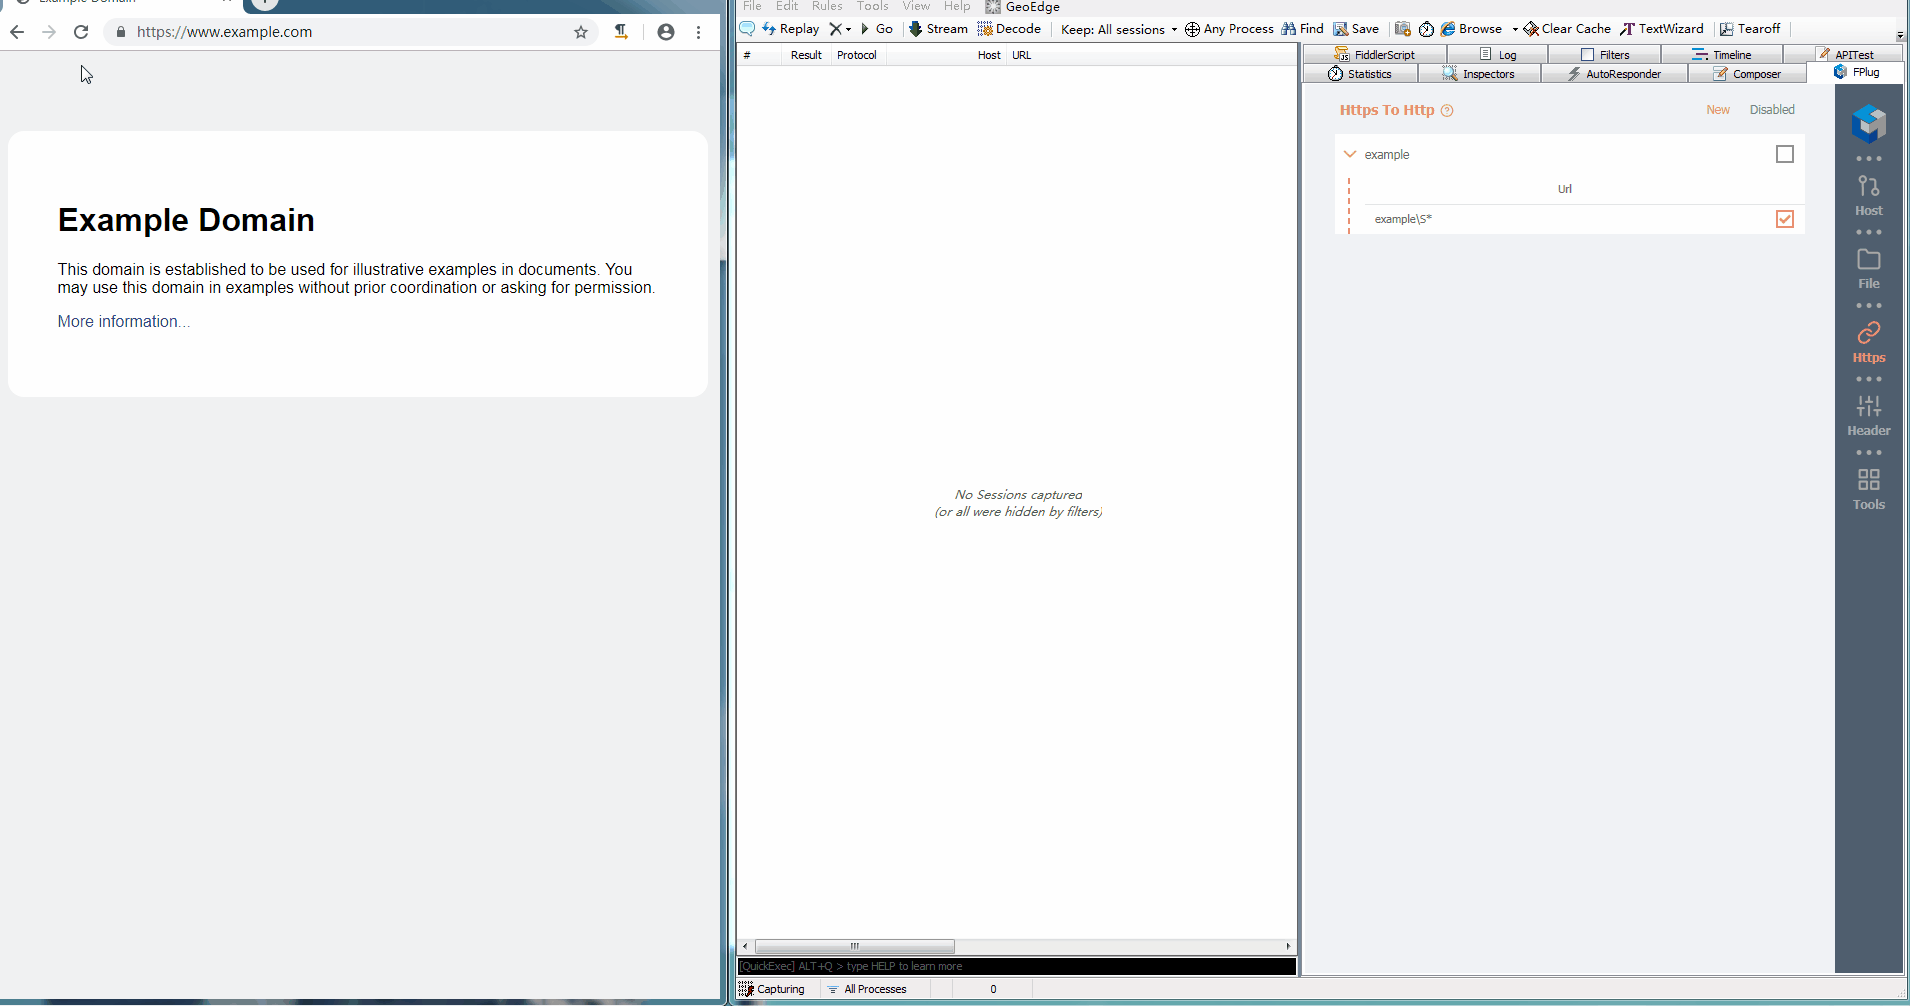 Example Domain
https://www.example.com
Example Domain
This domain is established to be used for illustrative examples in documents. You
may use this domain in examples without prior coordination or asking for permission.
More information...
File Edit Rules Tools View Help GeoEdge
Replay Go Stream Decode Keep: All sessions Any Process Find Save Browse Clear Cache TextWizard Tearoff
# Result Protocol Host URL
No Sessions captured
(or all were hidden by filters)
[QuickExec] ALT+Q > type HELP to learn more
Capturing All Processes 0
FiddlerScript Log Filters Timeline APITest
Statistics Inspectors AutoResponder Composer FPlug
Https To Http New Disabled
example
Url
example\S*
Host
File
Https
Header
Tools